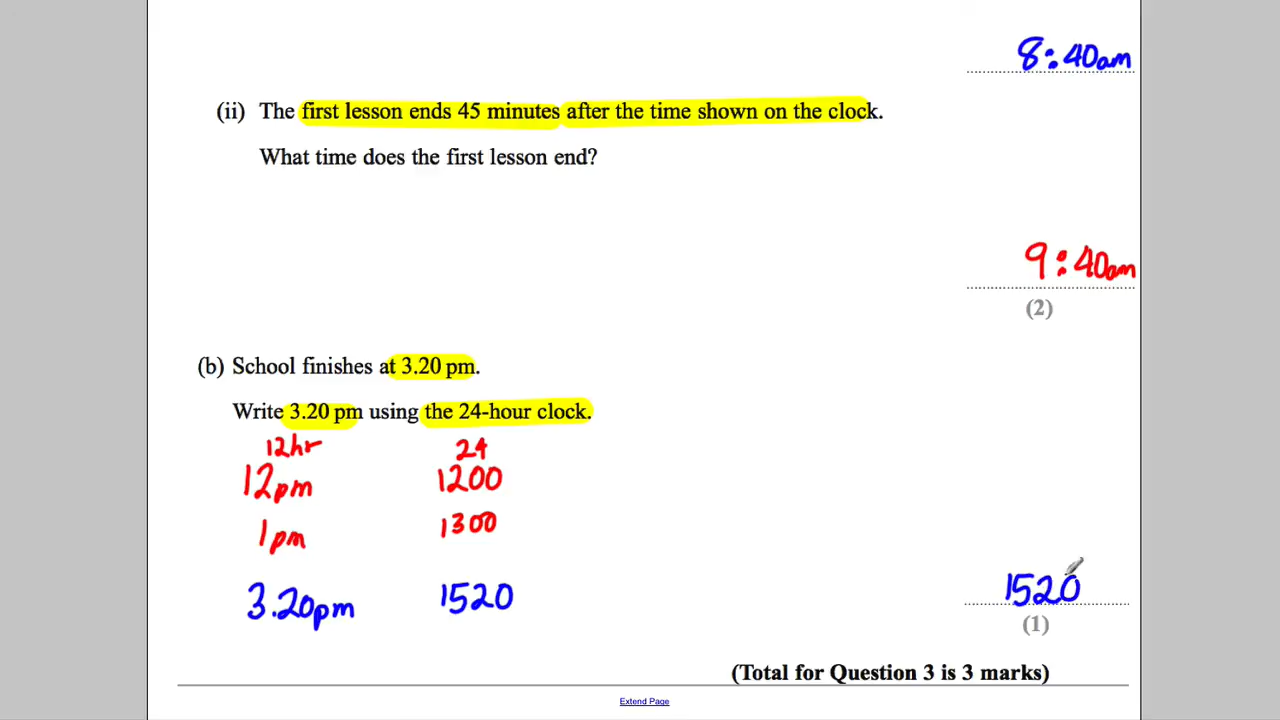 8:40am
(ii) The first lesson ends 45 minutes after the time shown on the clock.
What time does the first lesson end?
9:40am
(2)
(b) School finishes at 3.20 pm.
Write 3.20 pm using the 24-hour clock.
12hr 24
12pm 1200
1pm 1300
3.20pm 1520
1520
(1)
(Total for Question 3 is 3 marks)
Extend Page